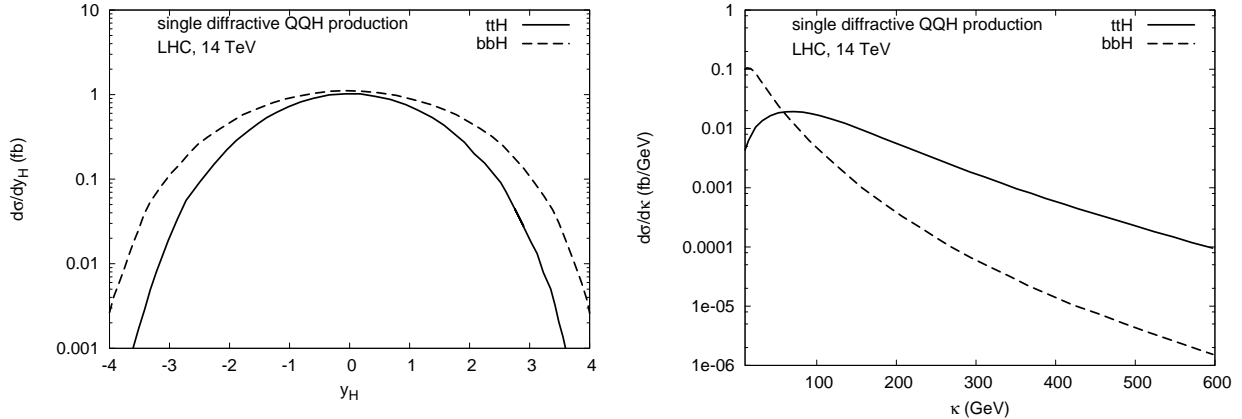 single diffractive QQH production
LHC, 14 TeV
ttH
bbH
10
1
0.1
0.01
0.001
dσ/dy_H (fb)
-4 -3 -2 -1 0 1 2 3 4
y_H
single diffractive QQH production
LHC, 14 TeV
ttH
bbH
1
0.1
0.01
0.001
0.0001
1e-05
1e-06
dσ/dκ (fb/GeV)
100 200 300 400 500 600
κ (GeV)